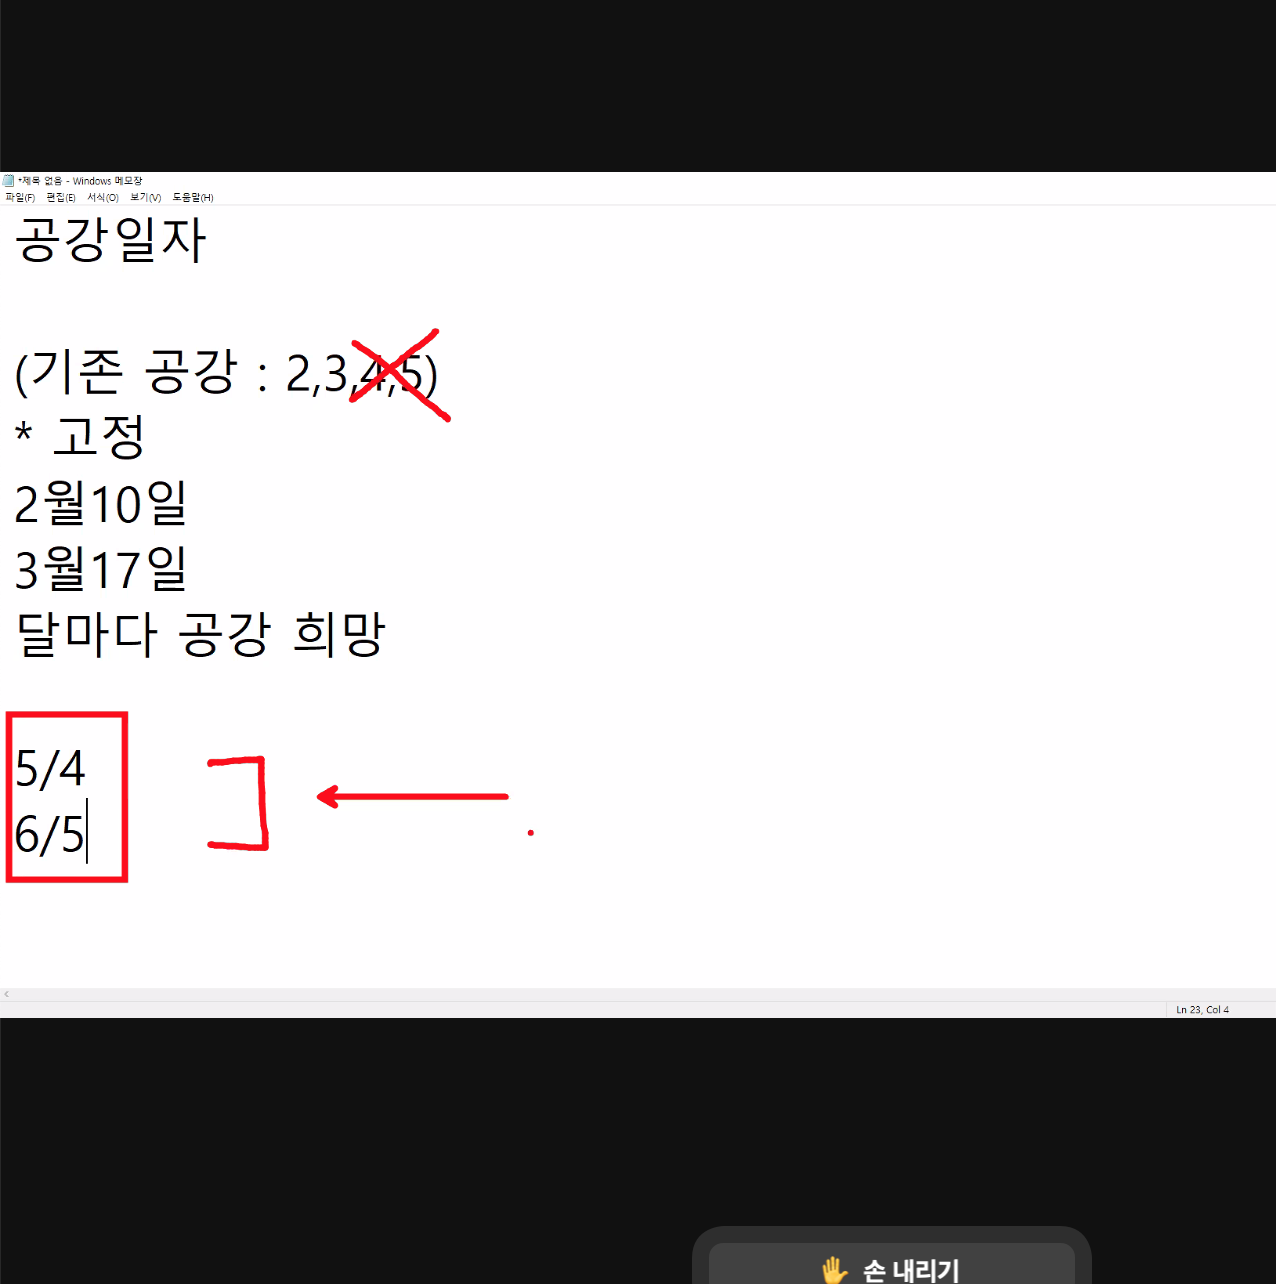 *제목 없음 - Windows 메모장
파일(F) 편집(E) 서식(O) 보기(V) 도움말(H)
공강일자
(기존 공강 : 2,3,4,5)
* 고정
2월10일
3월17일
달마다 공강 희망
5/4
6/5
Ln 23, Col 4
손 내리기